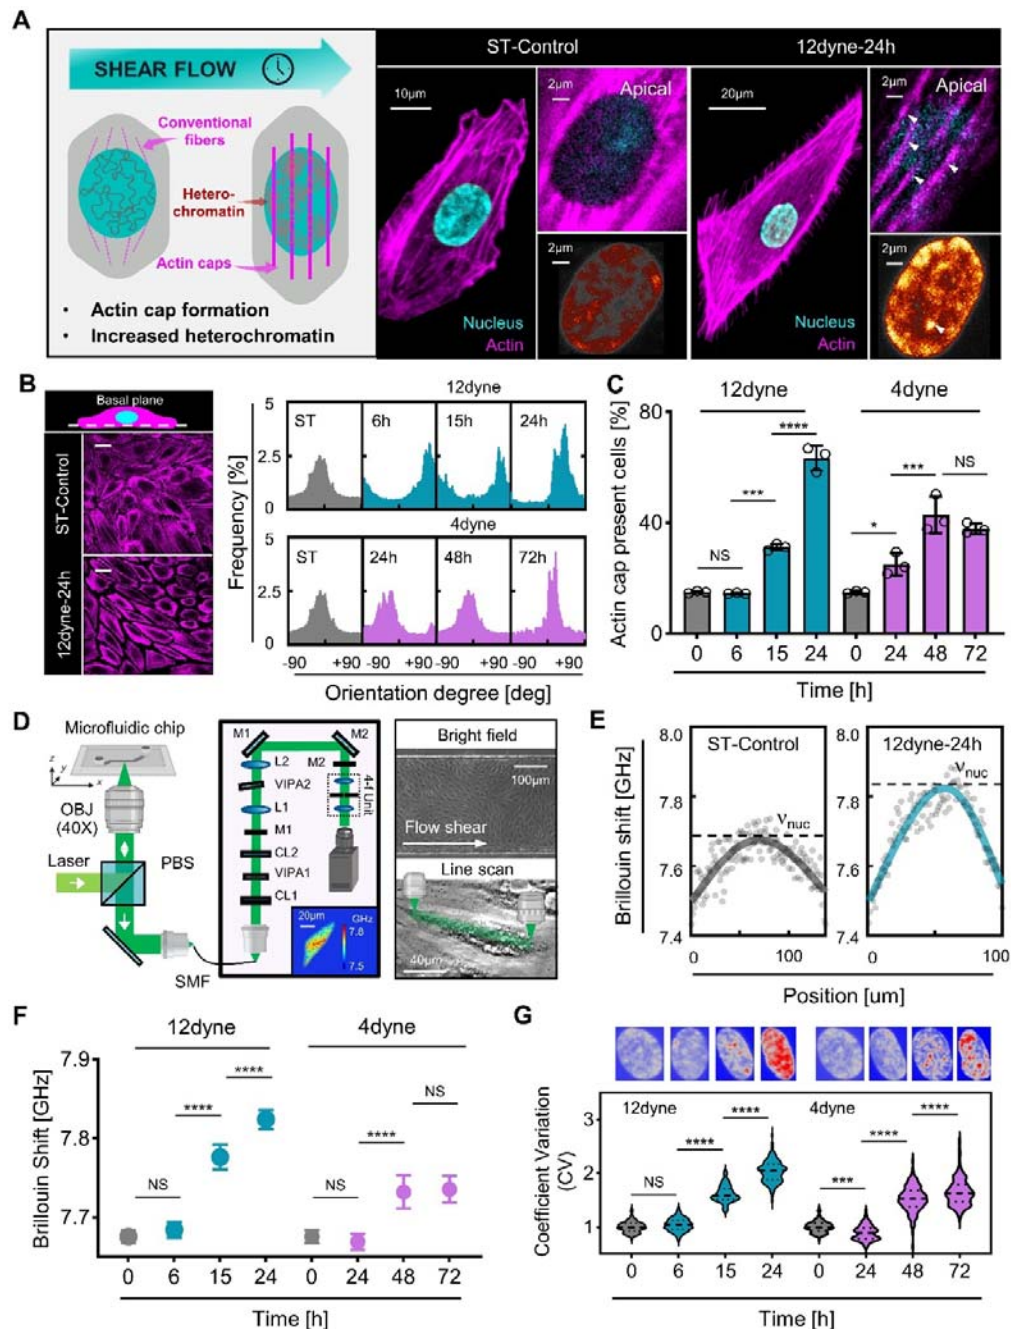 A
SHEAR FLOW
Conventional
fibers
Hetero-
chromatin
Actin caps
• Actin cap formation
• Increased heterochromatin
ST-Control
10µm
2µm
Apical
2µm
Nucleus
Actin
12dyne-24h
20µm
2µm
Apical
2µm
Nucleus
Actin
B
Basal plane
ST-Control
12dyne-24h
12dyne
Frequency [%]
5
2.5
0
ST
6h
15h
24h
4dyne
5
2.5
0
ST
24h
48h
72h
-90 +90 -90 +90 -90 +90 -90 +90
Orientation degree [deg]
C
12dyne
4dyne
Actin cap present cells [%]
80
40
0
NS
***
****
*
***
NS
0 6 15 24 0 24 48 72
Time [h]
D
Microfluidic chip
z
y
x
OBJ
(40X)
Laser
PBS
SMF
M1
M2
L2
M2
VIPA2
4-f Unit
L1
M1
CL2
VIPA1
CL1
20µm
GHz
7.8
7.5
Bright field
100µm
Flow shear
Line scan
40µm
E
Brillouin shift [GHz]
8.0
7.8
7.6
7.4
ST-Control
νnuc
0 100
8.0
7.8
7.6
7.4
12dyne-24h
νnuc
0 100
Position [um]
F
12dyne
4dyne
Brillouin Shift [GHz]
7.9
7.8
7.7
NS
****
****
NS
****
NS
0 6 15 24 0 24 48 72
Time [h]
G
Coefficient Variation
(CV)
3
2
1
12dyne
4dyne
NS
****
****
***
****
****
0 6 15 24 0 24 48 72
Time [h]